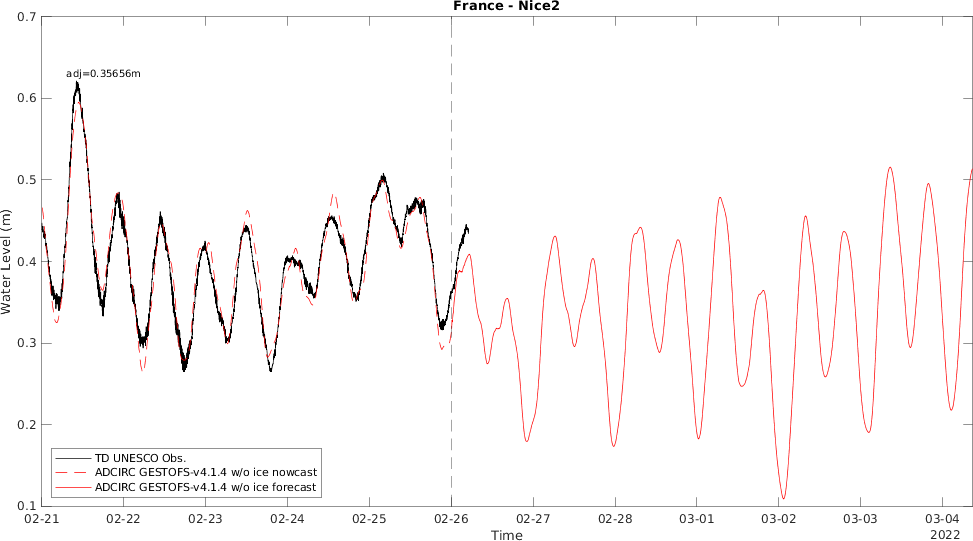 France - Nice2
adj=0.35656m
Water Level (m)
0.7
0.6
0.5
0.4
0.3
0.2
0.1
TD UNESCO Obs.
ADCIRC GESTOFS-v4.1.4 w/o ice nowcast
ADCIRC GESTOFS-v4.1.4 w/o ice forecast
02-21 02-22 02-23 02-24 02-25 02-26 02-27 02-28 03-01 03-02 03-03 03-04
Time
2022